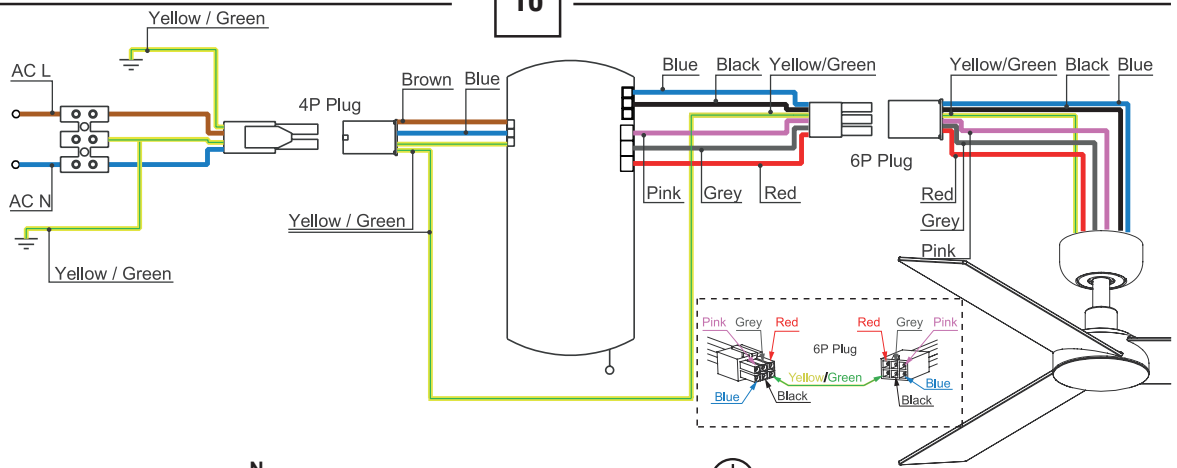 10
Yellow / Green
AC L
AC N
Yellow / Green
4P Plug
Brown
Blue
Yellow / Green
Blue
Black
Yellow/Green
Pink
Grey
Red
6P Plug
Yellow/Green
Black
Blue
Red
Grey
Pink
Pink
Grey
Red
Red
Grey
Pink
6P Plug
Yellow/Green
Blue
Black
Blue
Black
N